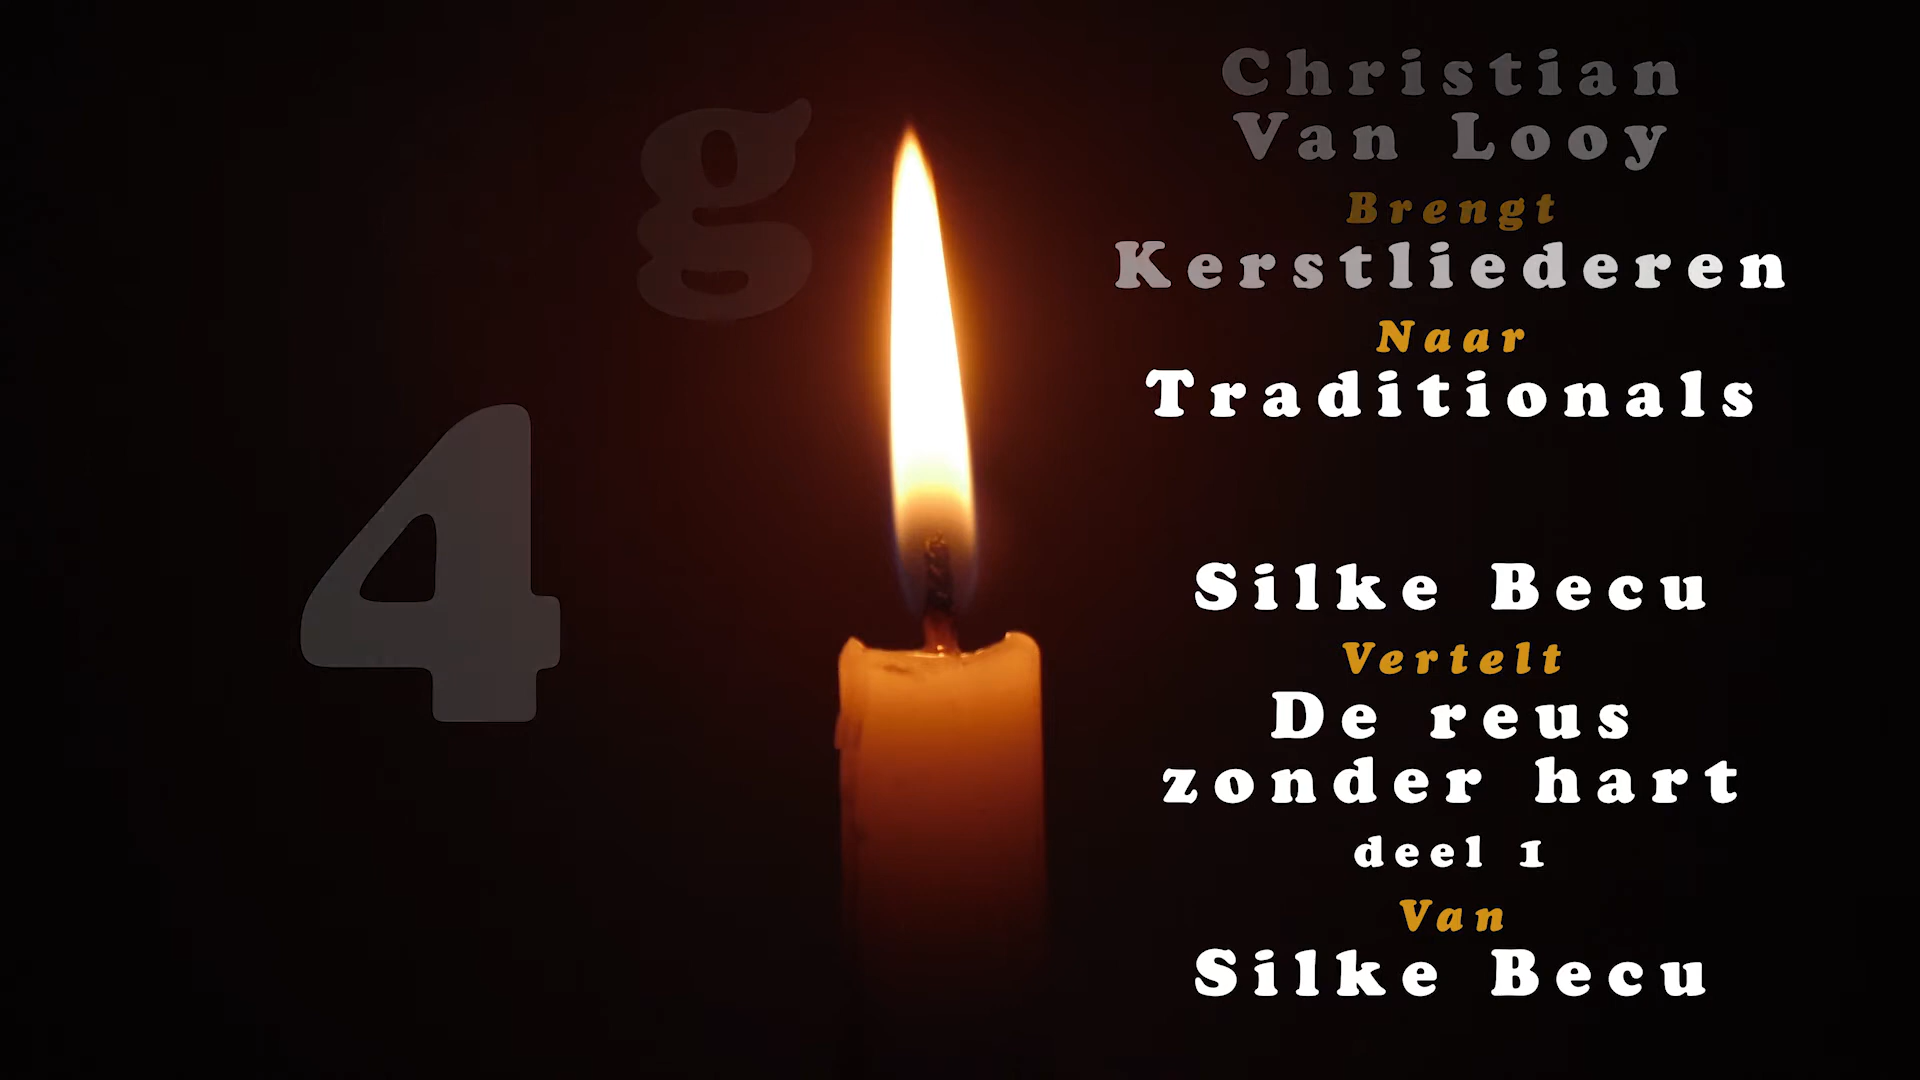 g
4
Christian
Van Looy
Brengt
Kerstliederen
Naar
Traditionals
Silke Becu
Vertelt
De reus
zonder hart
deel 1
Van
Silke Becu